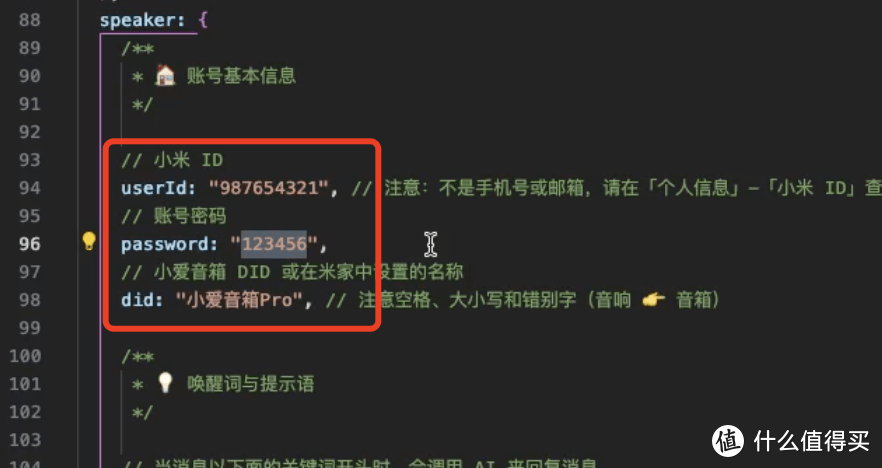 88 speaker: {
89 /**
90 * 🏠 账号基本信息
91 */
92
93 // 小米 ID
94 userId: "987654321", // 注意：不是手机号或邮箱，请在「个人信息」-「小米 ID」查
95 // 账号密码
96 password: "123456",
97 // 小爱音箱 DID 或在米家中设置的名称
98 did: "小爱音箱Pro", // 注意空格、大小写和错别字（音响 👉 音箱）
99
100 /**
101 * 💡 唤醒词与提示语
102 */
103
104 // 当消息以下面的关键词开头时，会调用 AI 来回复消息
值 什么值得买